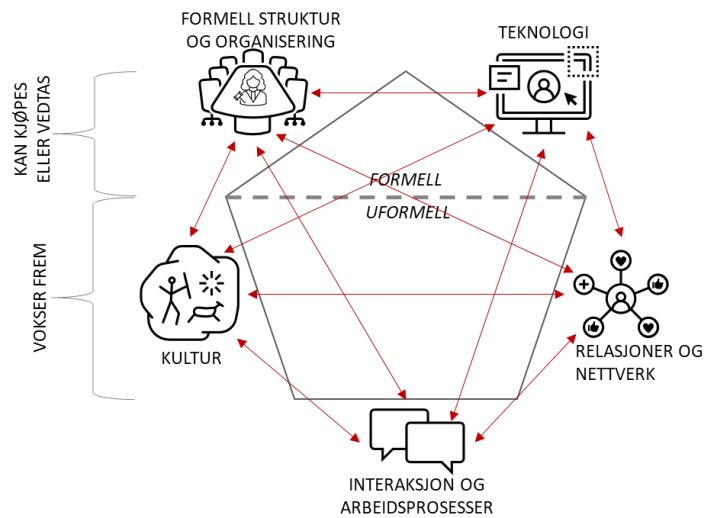 FORMELL STRUKTUR
OG ORGANISERING
TEKNOLOGI
KAN KJØPES
ELLER VEDTAS
FORMELL
UFORMELL
VOKSER FREM
KULTUR
RELASJONER OG
NETTVERK
INTERAKSJON OG
ARBEIDSPROSESSER